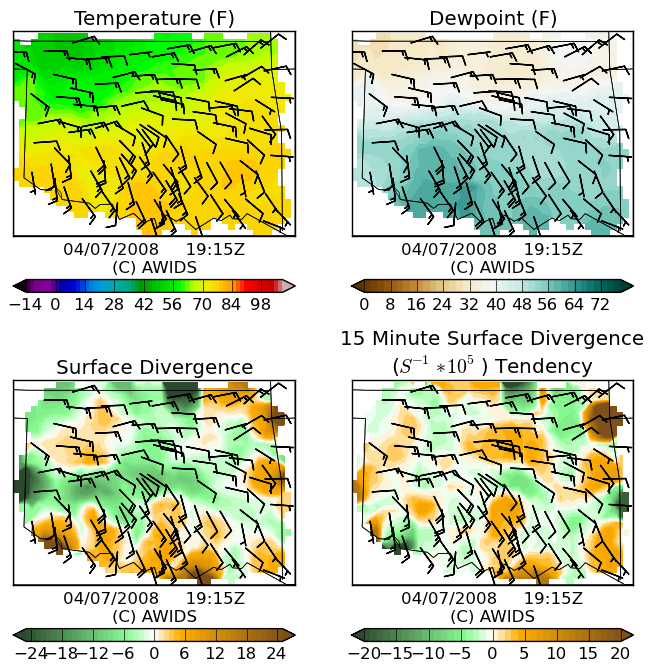 Temperature (F)
04/07/2008 19:15Z
(C) AWIDS
−14 0 14 28 42 56 70 84 98
Dewpoint (F)
04/07/2008 19:15Z
(C) AWIDS
0 8 16 24 32 40 48 56 64 72
Surface Divergence
04/07/2008 19:15Z
(C) AWIDS
−24 −18 −12 −6 0 6 12 18 24
15 Minute Surface Divergence
(S⁻¹ *10⁵ ) Tendency
04/07/2008 19:15Z
(C) AWIDS
−20 −15 −10 −5 0 5 10 15 20